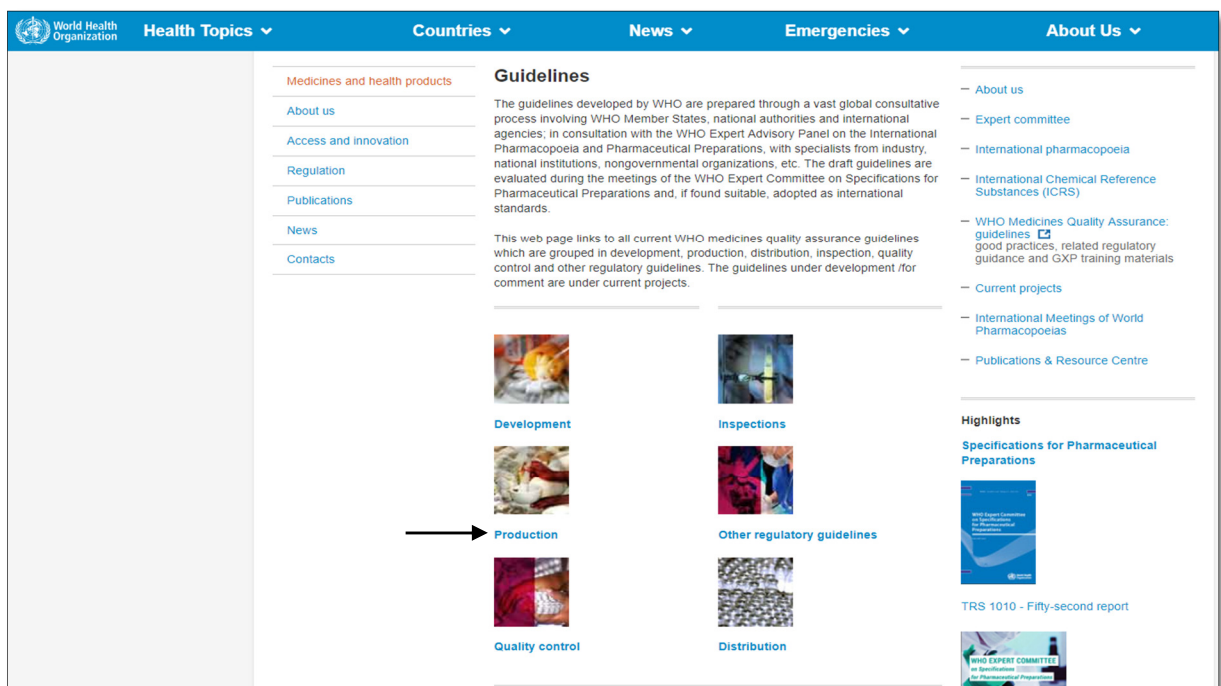 World Health
Organization
Health Topics
Countries
News
Emergencies
About Us
Medicines and health products
About us
Access and innovation
Regulation
Publications
News
Contacts
Guidelines
The guidelines developed by WHO are prepared through a vast global consultative
process involving WHO Member States, national authorities and international
agencies; in consultation with the WHO Expert Advisory Panel on the International
Pharmacopoeia and Pharmaceutical Preparations, with specialists from industry,
national institutions, nongovernmental organizations, etc. The draft guidelines are
evaluated during the meetings of the WHO Expert Committee on Specifications for
Pharmaceutical Preparations and, if found suitable, adopted as international
standards.
This web page links to all current WHO medicines quality assurance guidelines
which are grouped in development, production, distribution, inspection, quality
control and other regulatory guidelines. The guidelines under development /for
comment are under current projects.
Development
Inspections
Production
Other regulatory guidelines
Quality control
Distribution
– About us
– Expert committee
– International pharmacopoeia
– International Chemical Reference
Substances (ICRS)
– WHO Medicines Quality Assurance:
guidelines
good practices, related regulatory
guidance and GXP training materials
– Current projects
– International Meetings of World
Pharmacopoeias
– Publications & Resource Centre
Highlights
Specifications for Pharmaceutical
Preparations
WHO Expert Committee
on Specifications
for Pharmaceutical
Preparations
TRS 1010 - Fifty-second report
WHO EXPERT COMMITTEE
on Specifications
for Pharmaceutical Preparations